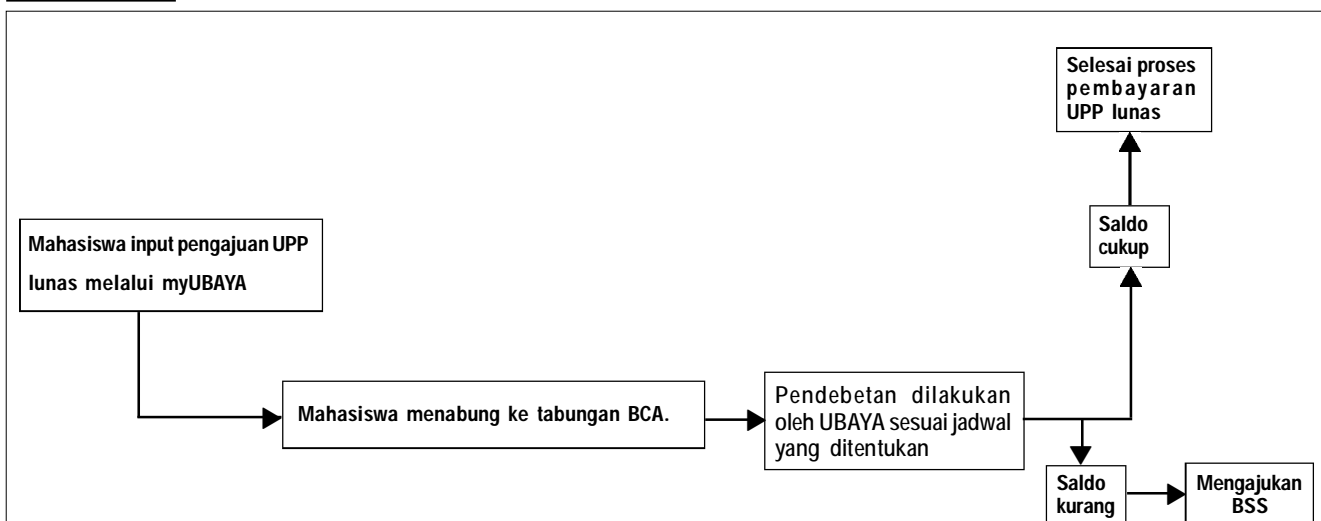 Mahasiswa input pengajuan UPP
lunas melalui myUBAYA
Mahasiswa menabung ke tabungan BCA.
Pendebetan dilakukan
oleh UBAYA sesuai jadwal
yang ditentukan
Saldo
cukup
Selesai proses
pembayaran
UPP lunas
Saldo
kurang
Mengajukan
BSS